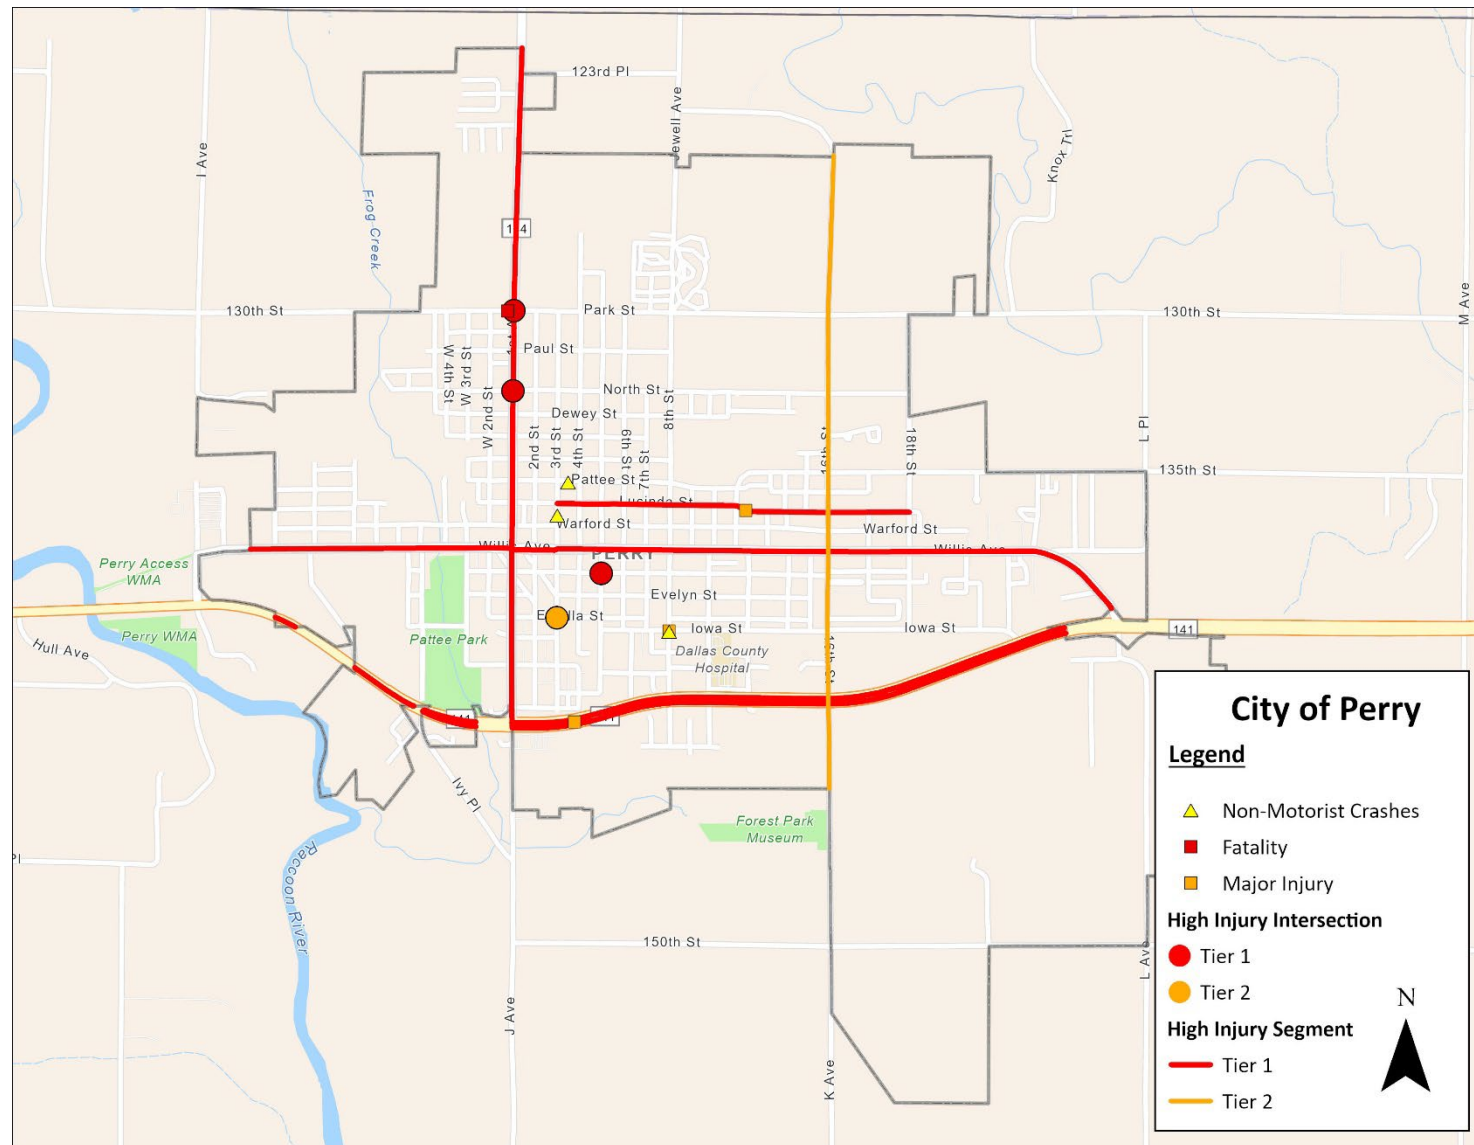 123rd Pl
Jewell Ave
I Ave
Knox Trl
Frog Creek
M Ave
130th St
Park St
130th St
Paul St
W 4th St
W 3rd St
W 2nd St
North St
Dewey St
8th St
2nd St
3rd St
4th St
6th St
7th St
16th St
18th St
L Pl
Pattee St
135th St
Lucinda St
Warford St
Warford St
Willis Ave
Willis Ave
PERRY
Perry Access
WMA
Evelyn St
Perry WMA
Hull Ave
Pattee Park
Iowa St
Iowa St
141
Dallas County
Hospital
16th St
141
Ivy Pl
Forest Park
Museum
Raccoon River
150th St
J Ave
K Ave
L Ave
City of Perry
Legend
Non-Motorist Crashes
Fatality
Major Injury
High Injury Intersection
Tier 1
Tier 2
High Injury Segment
Tier 1
Tier 2
N